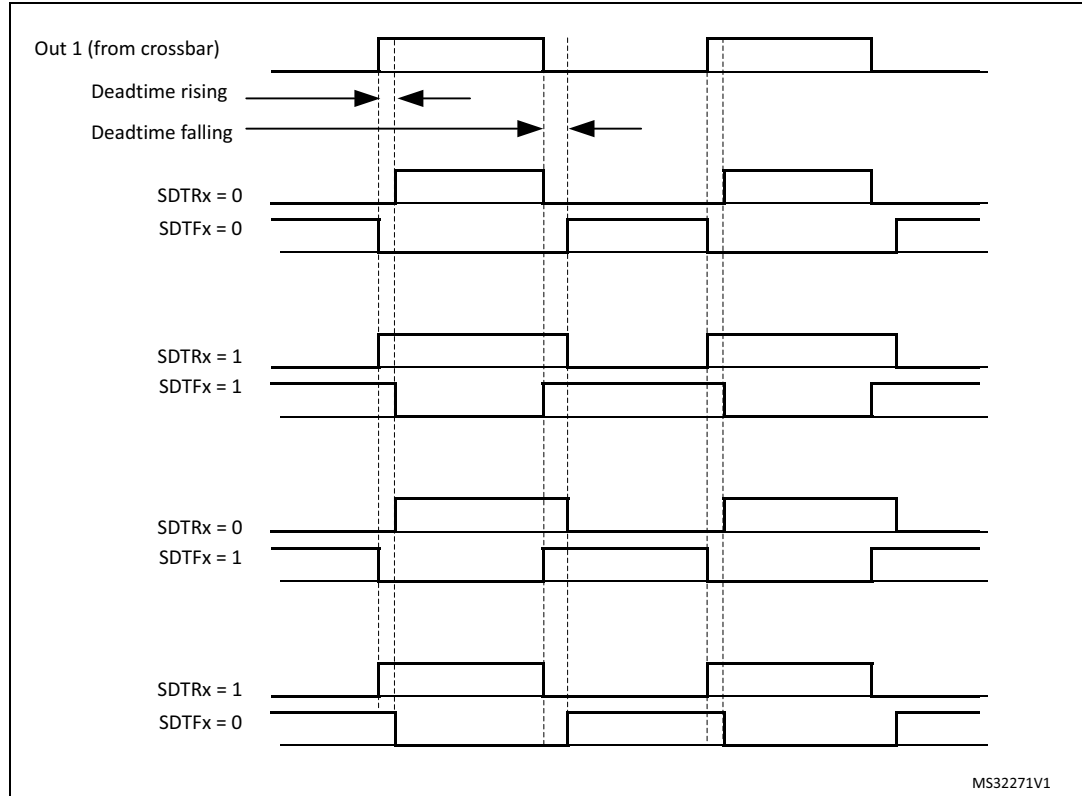 Out 1 (from crossbar)
Deadtime rising
Deadtime falling
SDTRx = 0
SDTFx = 0
SDTRx = 1
SDTFx = 1
SDTRx = 0
SDTFx = 1
SDTRx = 1
SDTFx = 0
MS32271V1